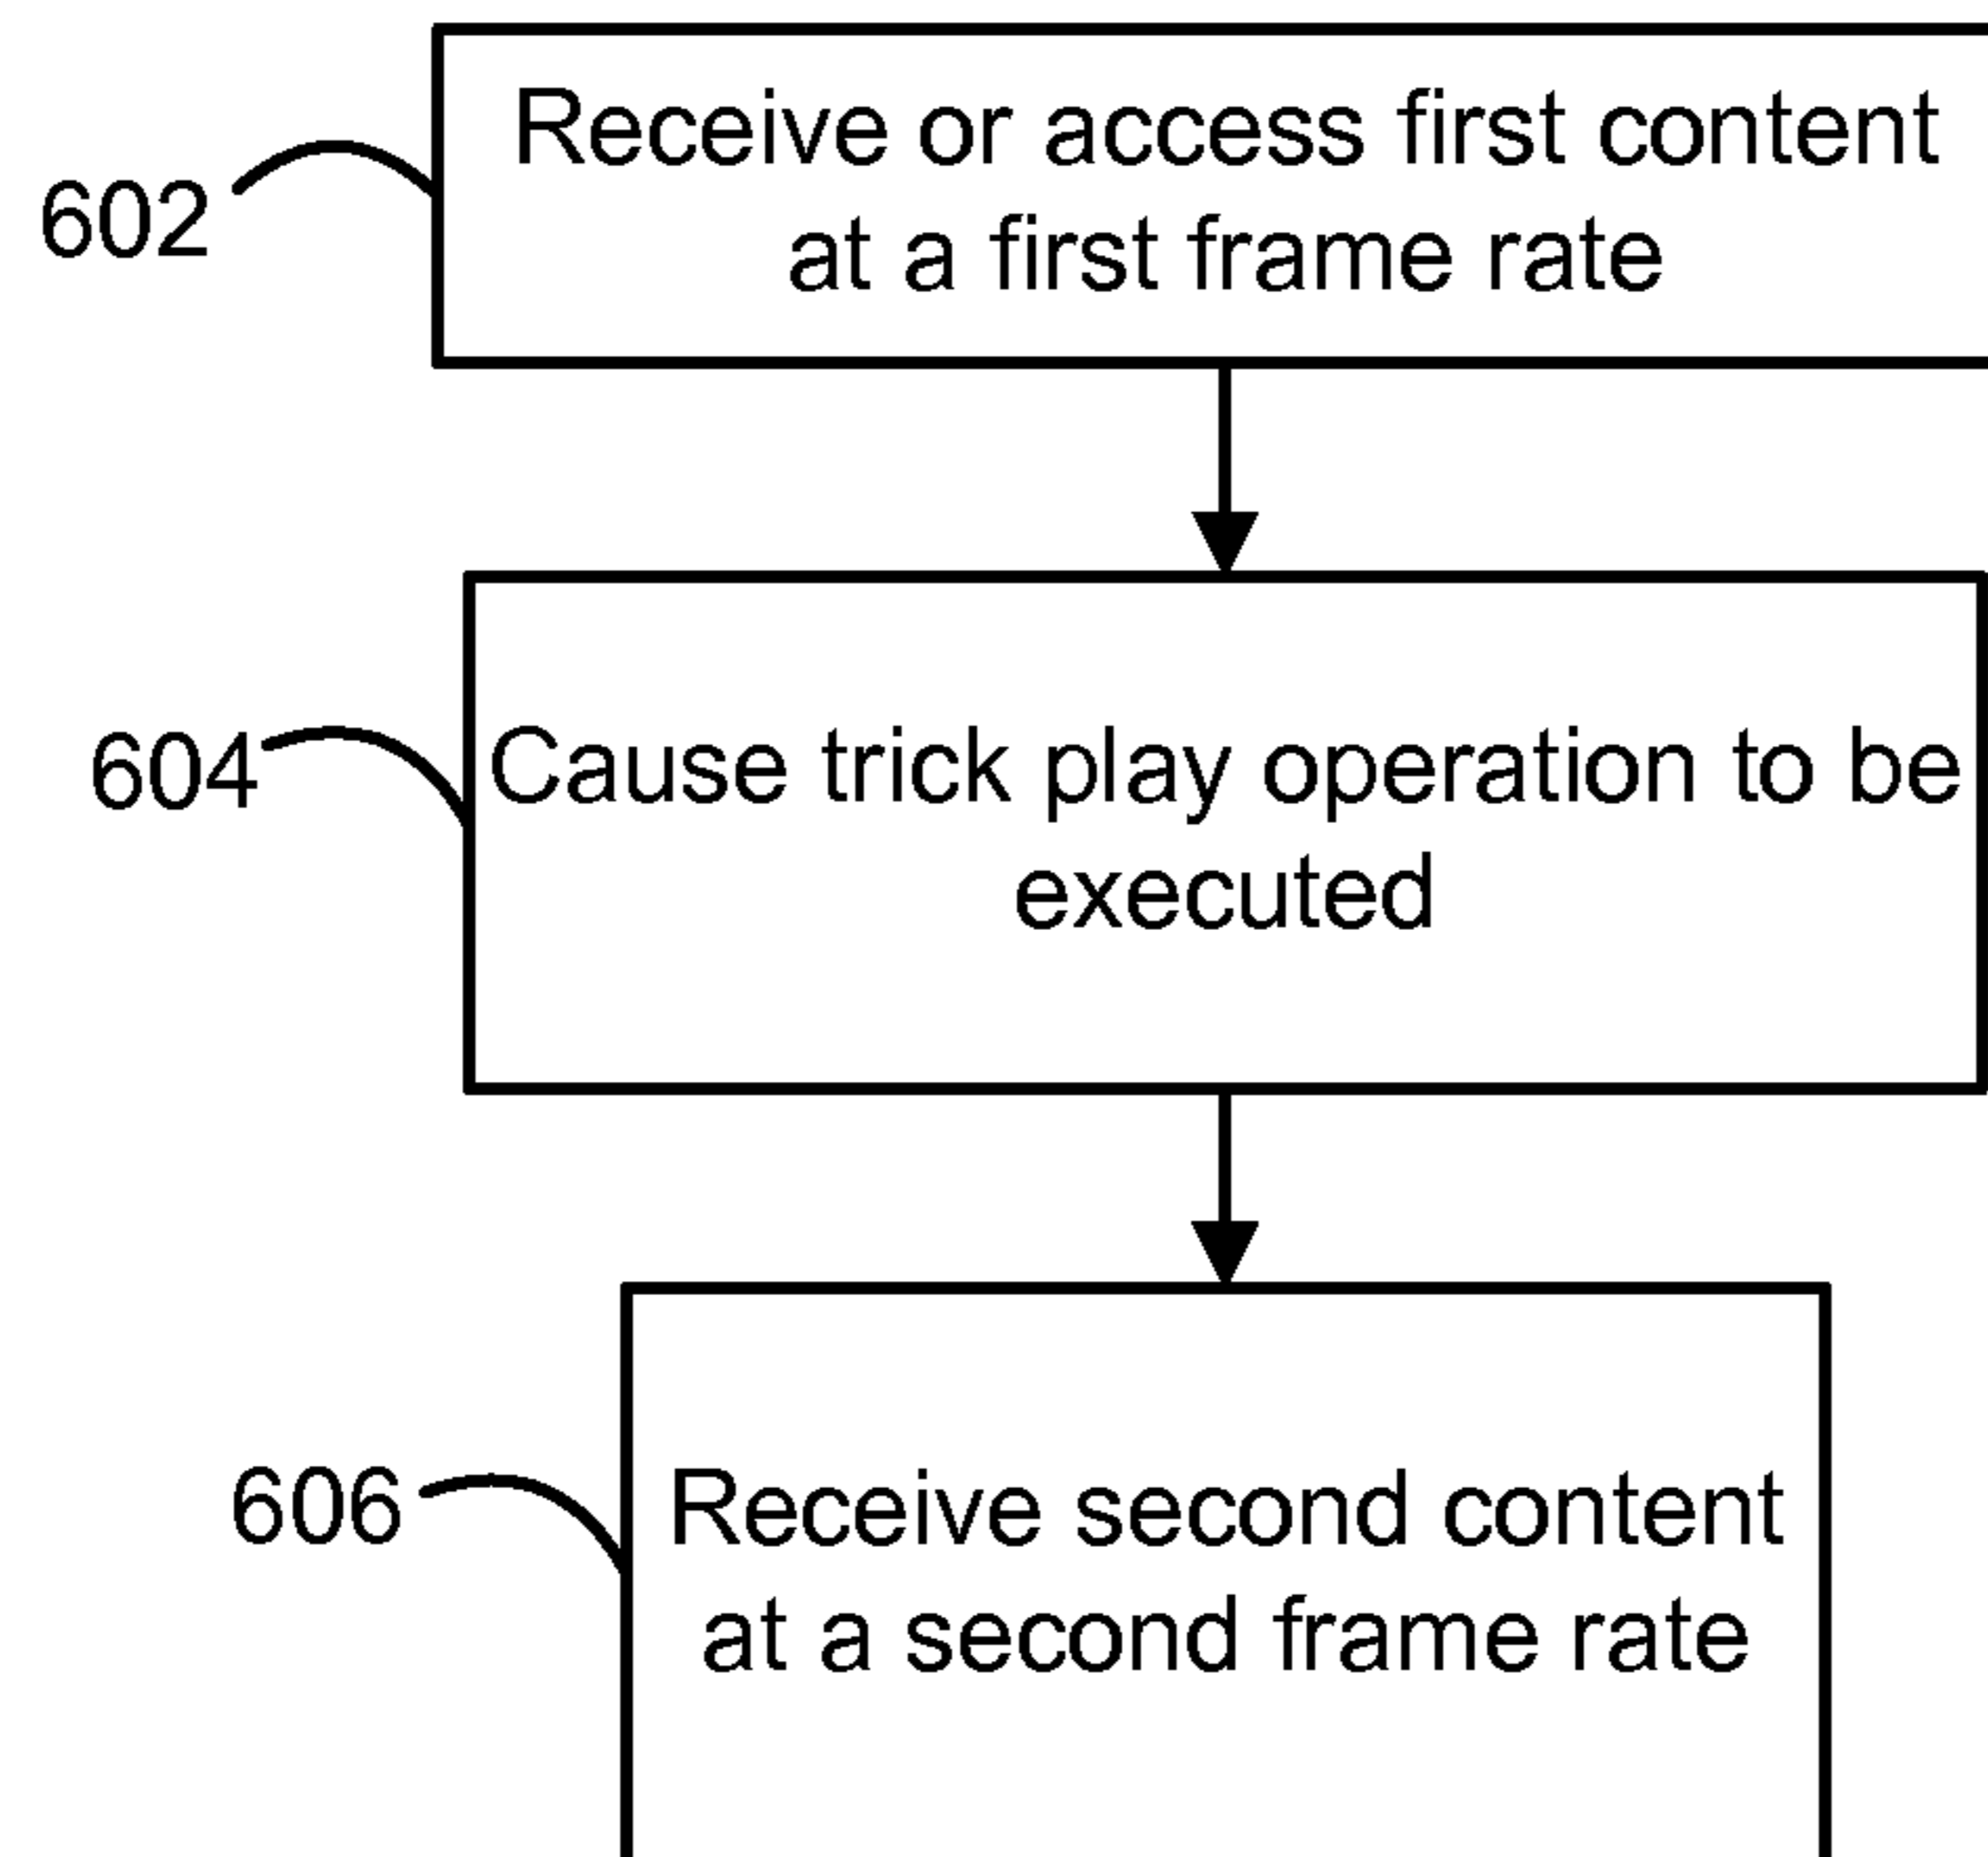 602
Receive or access first content
at a first frame rate
604
Cause trick play operation to be
executed
606
Receive second content
at a second frame rate